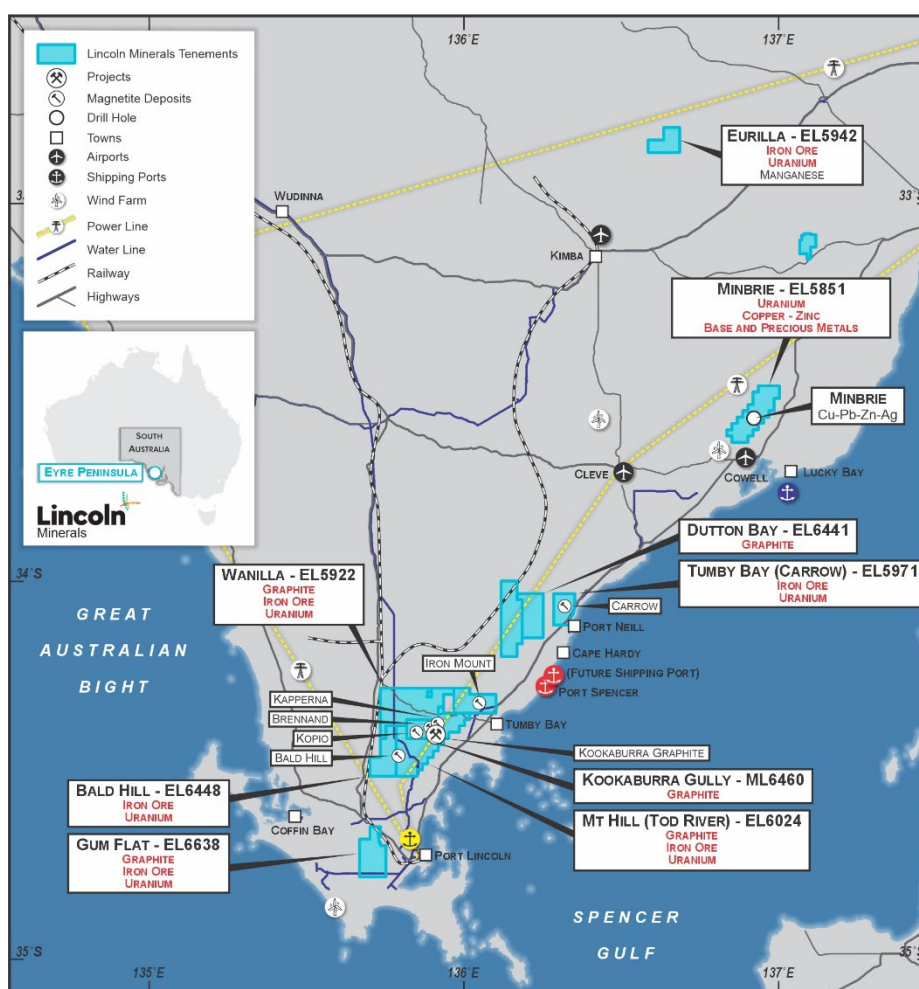 136°E
137°E
Lincoln Minerals Tenements
Projects
Magnetite Deposits
Drill Hole
Towns
Airports
Shipping Ports
Wind Farm
Power Line
Water Line
Railway
Highways
EURILLA - EL5942
IRON ORE
URANIUM
MANGANESE
33°S
WUDINNA
KIMBA
MINBRIE - EL5851
URANIUM
COPPER - ZINC
BASE AND PRECIOUS METALS
SOUTH
AUSTRALIA
EYRE PENINSULA
Lincoln
Minerals
MINBRIE
Cu-Pb-Zn-Ag
CLEVE
COWELL
LUCKY BAY
DUTTON BAY - EL6441
GRAPHITE
34°S
WANILLA - EL5922
GRAPHITE
IRON ORE
URANIUM
TUMBY BAY (CARROW) - EL5971
IRON ORE
URANIUM
CARROW
PORT NEILL
GREAT
AUSTRALIAN
BIGHT
CAPE HARDY
IRON MOUNT
(FUTURE SHIPPING PORT)
PORT SPENCER
KAPPERNA
BRENNAND
KOPIO
BALD HILL
TUMBY BAY
KOOKABURRA GRAPHITE
BALD HILL - EL6448
IRON ORE
URANIUM
KOOKABURRA GULLY - ML6460
GRAPHITE
COFFIN BAY
MT HILL (TOD RIVER) - EL6024
GRAPHITE
IRON ORE
URANIUM
GUM FLAT - EL6638
GRAPHITE
IRON ORE
URANIUM
PORT LINCOLN
SPENCER
GULF
35°S
35°S
135°E
136°E
137°E